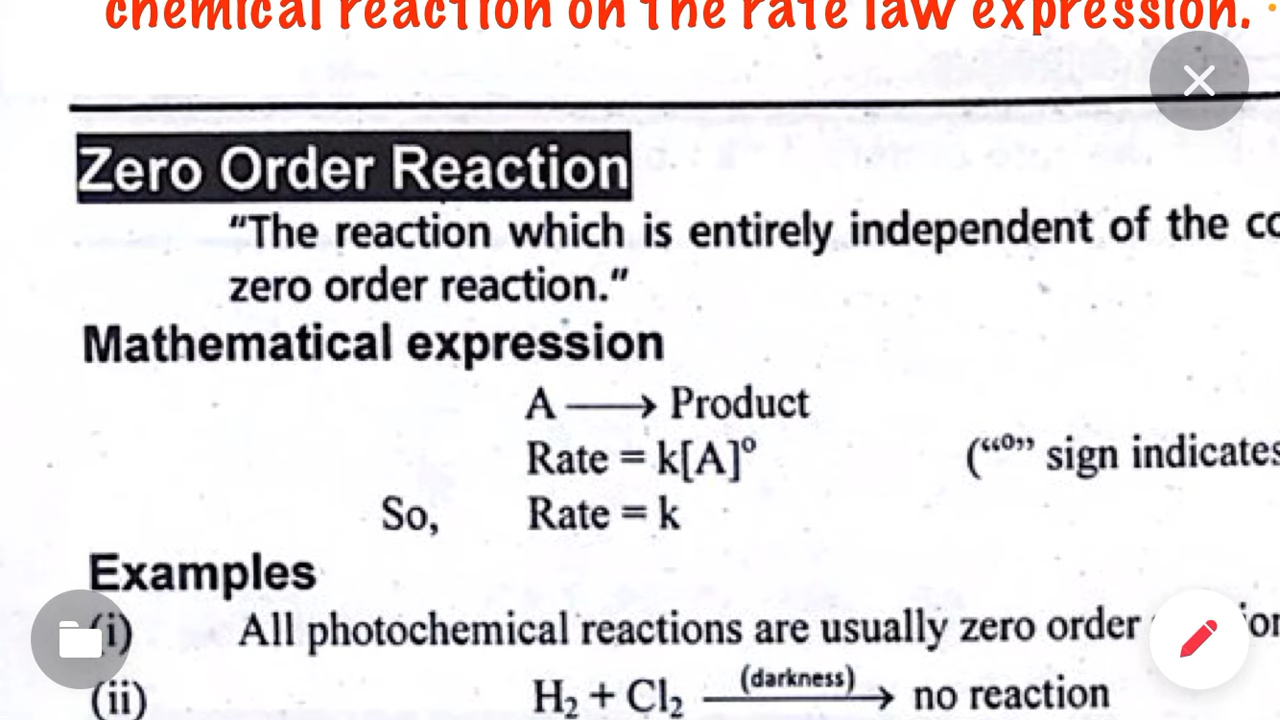 chemical reaction on the rate law expression.
Zero Order Reaction
“The reaction which is entirely independent of the
zero order reaction.”
Mathematical expression
A ⟶ Product
Rate = k[A]⁰ (“⁰” sign indicates
So, Rate = k
Examples
(i) All photochemical reactions are usually zero order
(ii) H₂ + Cl₂ —(darkness)→ no reaction